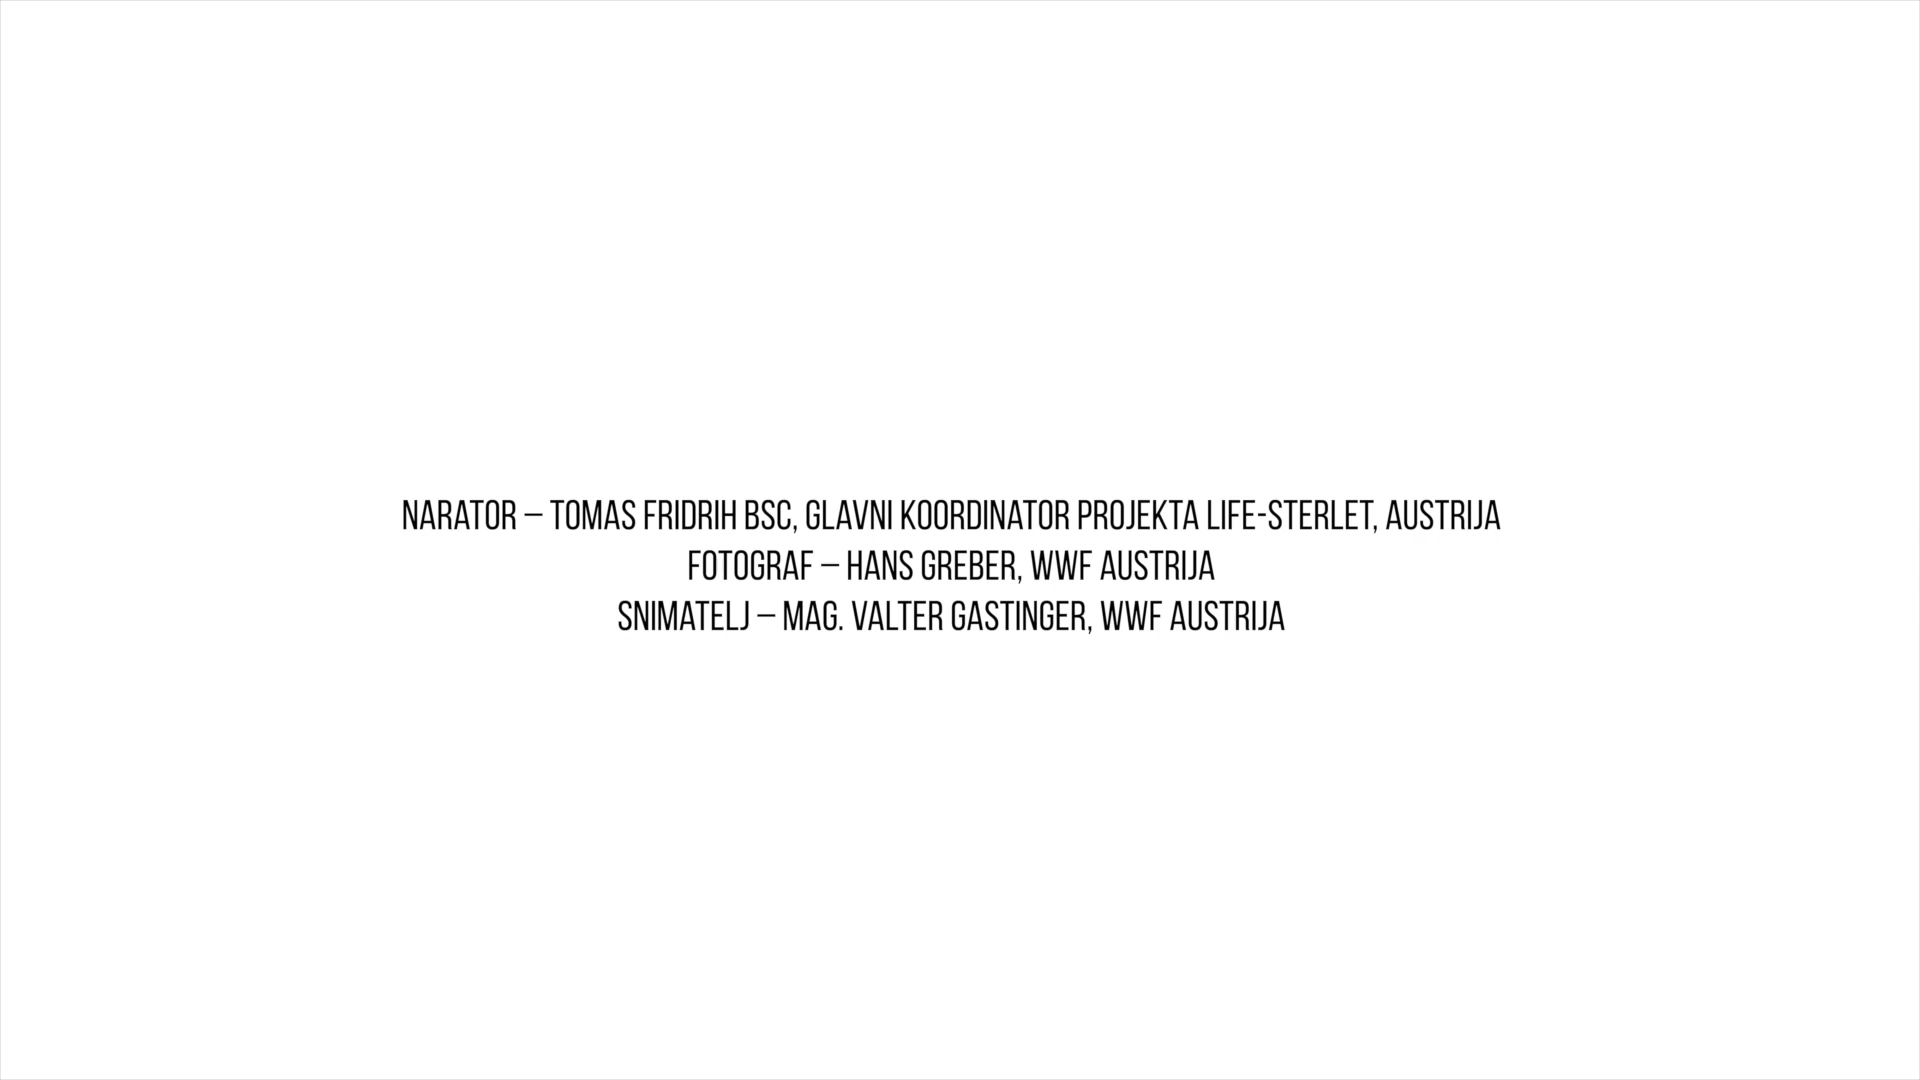 NARATOR – TOMAS FRIDRIH BSC, GLAVNI KOORDINATOR PROJEKTA LIFE-STERLET, AUSTRIJA
FOTOGRAF – HANS GREBER, WWF AUSTRIJA
SNIMATELJ – MAG. VALTER GASTINGER, WWF AUSTRIJA